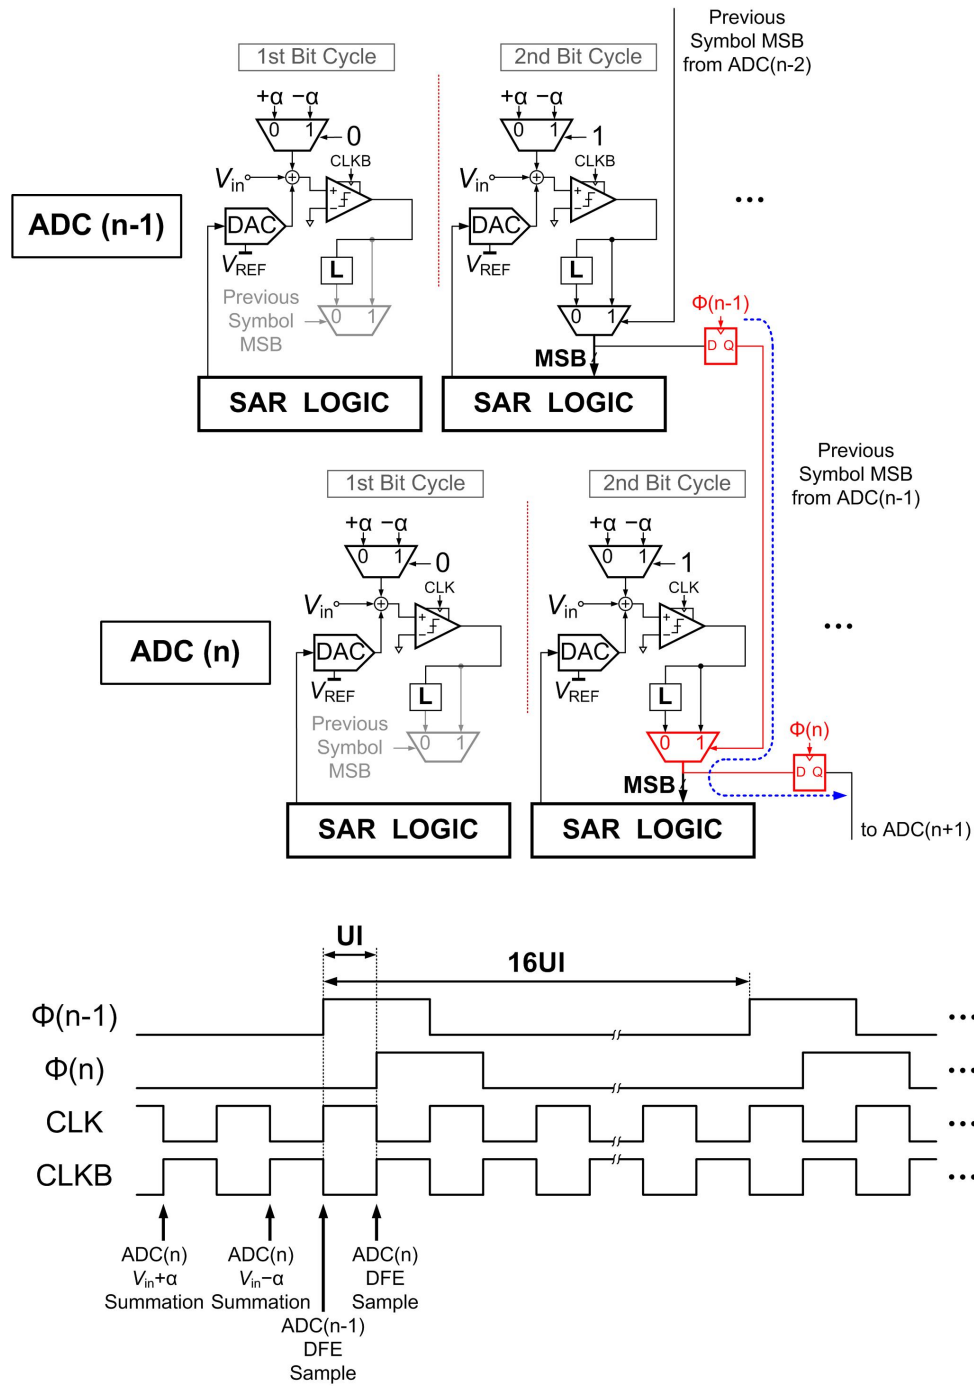 Previous
Symbol MSB
from ADC(n-2)
1st Bit Cycle
2nd Bit Cycle
+α −α
0 1
0
+α −α
0 1
1
CLKB
CLKB
Vin
+
−
Vin
+
−
ADC (n-1)
DAC
DAC
VREF
L
VREF
L
Previous
Symbol
MSB
0 1
0 1
Φ(n-1)
D Q
MSB
SAR LOGIC
SAR LOGIC
Previous
Symbol MSB
from ADC(n-1)
1st Bit Cycle
2nd Bit Cycle
+α −α
0 1
0
+α −α
0 1
1
CLK
CLK
Vin
+
−
Vin
+
−
ADC (n)
DAC
DAC
VREF
L
VREF
L
Previous
Symbol
MSB
0 1
0 1
Φ(n)
D Q
MSB
SAR LOGIC
SAR LOGIC
to ADC(n+1)
UI
16UI
Φ(n-1)
Φ(n)
CLK
CLKB
ADC(n)
Vin+α
Summation
ADC(n)
Vin−α
Summation
ADC(n)
DFE
Sample
ADC(n-1)
DFE
Sample